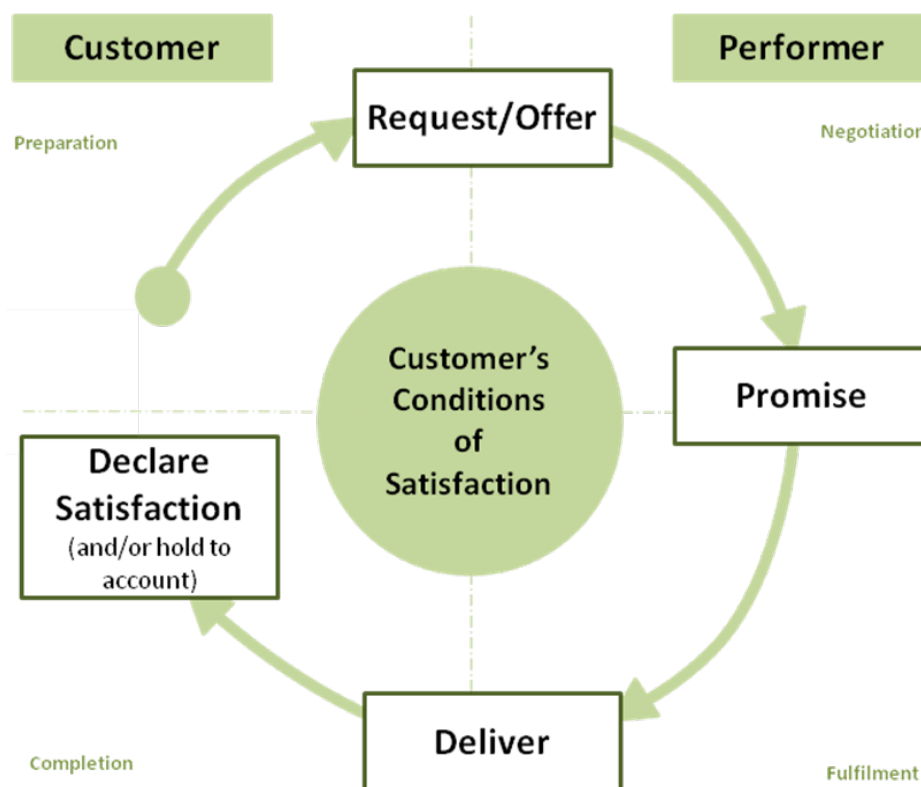 Customer
Performer
Request/Offer
Preparation
Negotiation
Customer's
Conditions
of
Satisfaction
Promise
Declare
Satisfaction
(and/or hold to
account)
Deliver
Completion
Fulfilment